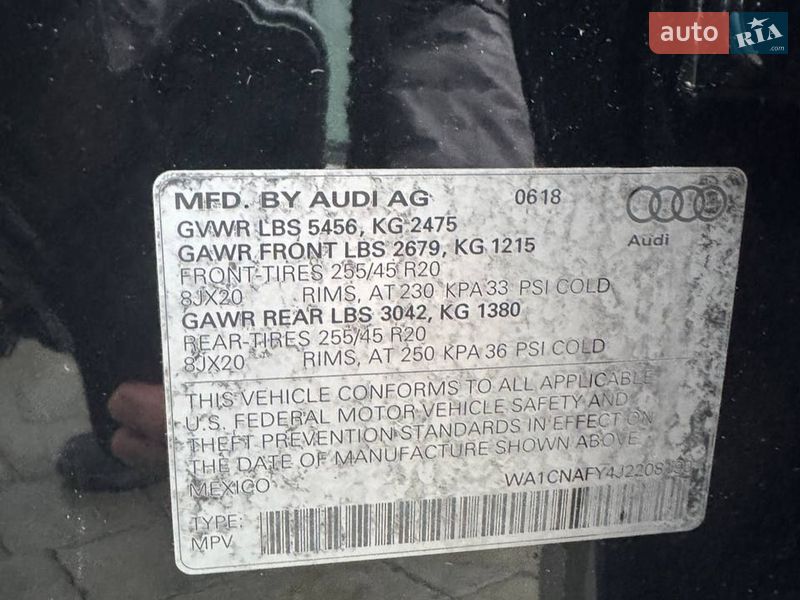 auto RIA .com
MFD. BY AUDI AG 0618
Audi
GVWR LBS 5456, KG 2475
GAWR FRONT LBS 2679, KG 1215
FRONT-TIRES 255/45 R20
8JX20 RIMS, AT 230 KPA 33 PSI COLD
GAWR REAR LBS 3042, KG 1380
REAR-TIRES 255/45 R20
8JX20 RIMS, AT 250 KPA 36 PSI COLD
THIS VEHICLE CONFORMS TO ALL APPLICABLE
U.S. FEDERAL MOTOR VEHICLE SAFETY AND
THEFT PREVENTION STANDARDS IN EFFECT ON
THE DATE OF MANUFACTURE SHOWN ABOVE.
MEXICO
TYPE:
MPV